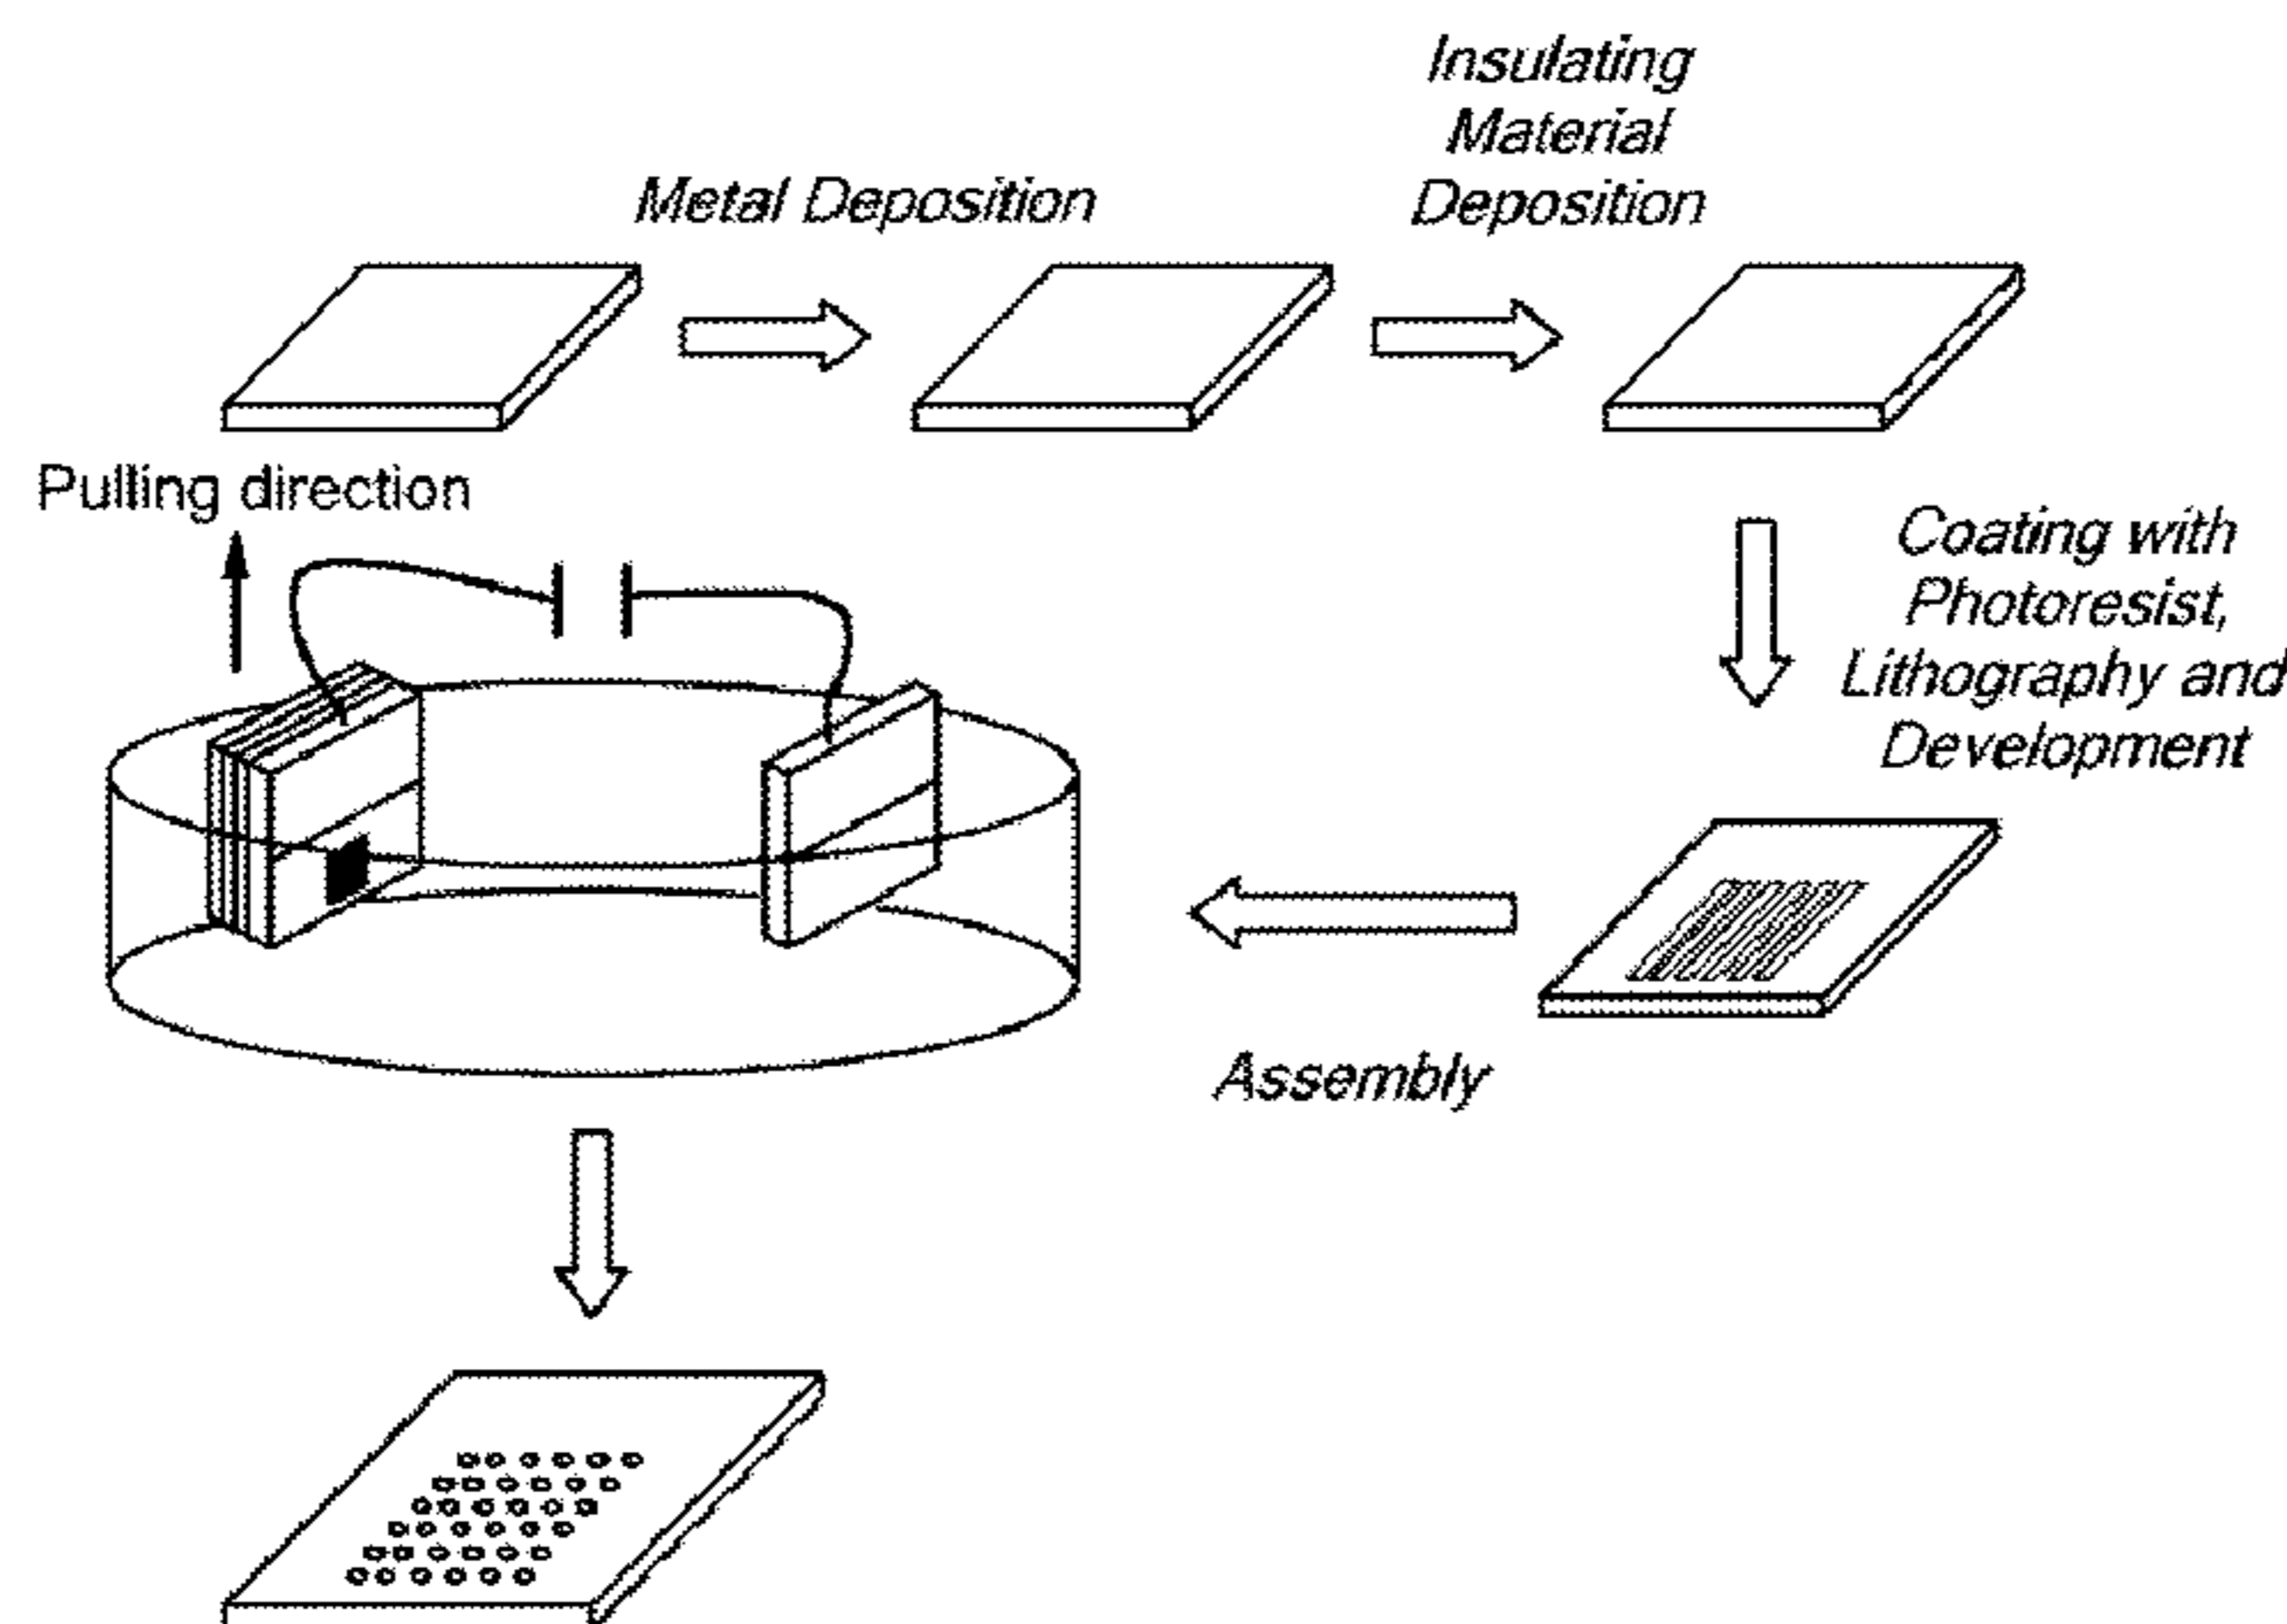 Metal Deposition
Insulating
Material
Deposition
Pulling direction
Coating with
Photoresist,
Lithography and
Development
Assembly